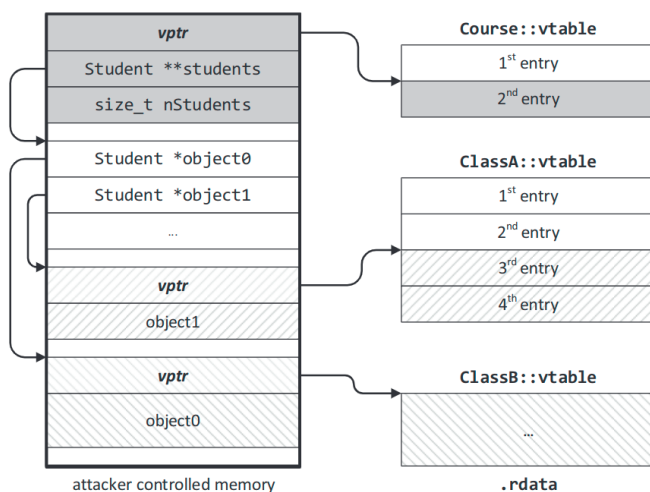 vptr
Student **students
size_t nStudents
Student *object0
Student *object1
...
vptr
object1
vptr
object0
attacker controlled memory
Course::vtable
1st entry
2nd entry
ClassA::vtable
1st entry
2nd entry
3rd entry
4th entry
ClassB::vtable
...
.rdata